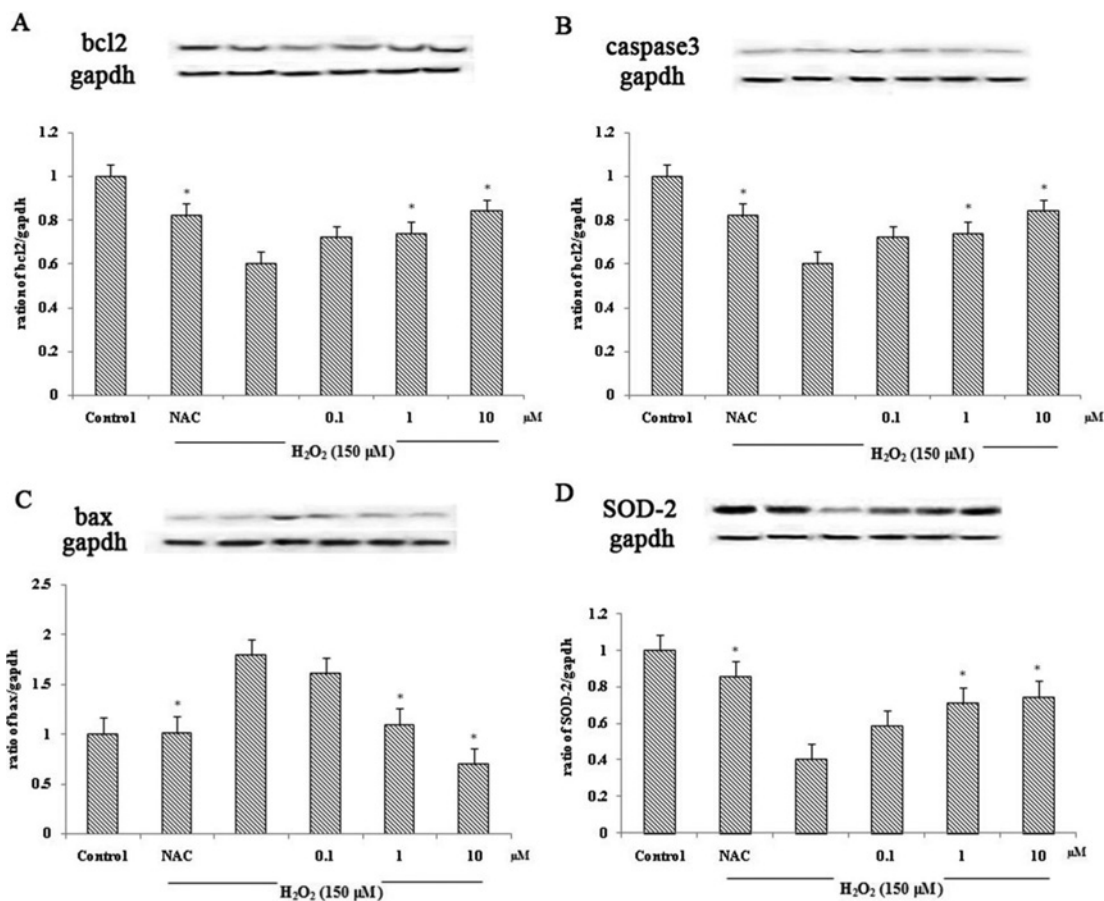 A
bcl2
gapdh
1.2
1
0.8
0.6
0.4
0.2
0
ration of bcl2/gapdh
* * *
Control NAC 0.1 1 10 μM
H₂O₂ (150 μM)
B
caspase3
gapdh
1.2
1
0.8
0.6
0.4
0.2
0
ration of bcl2/gapdh
* * *
Control NAC 0.1 1 10 μM
H₂O₂ (150 μM)
C
bax
gapdh
2.5
2
1.5
1
0.5
0
ratio of bax/gapdh
* * *
Control NAC 0.1 1 10 μM
H₂O₂ (150 μM)
D
SOD-2
gapdh
1.2
1
0.8
0.6
0.4
0.2
0
ratio of SOD-2/gapdh
* * *
Control NAC 0.1 1 10 μM
H₂O₂ (150 μM)